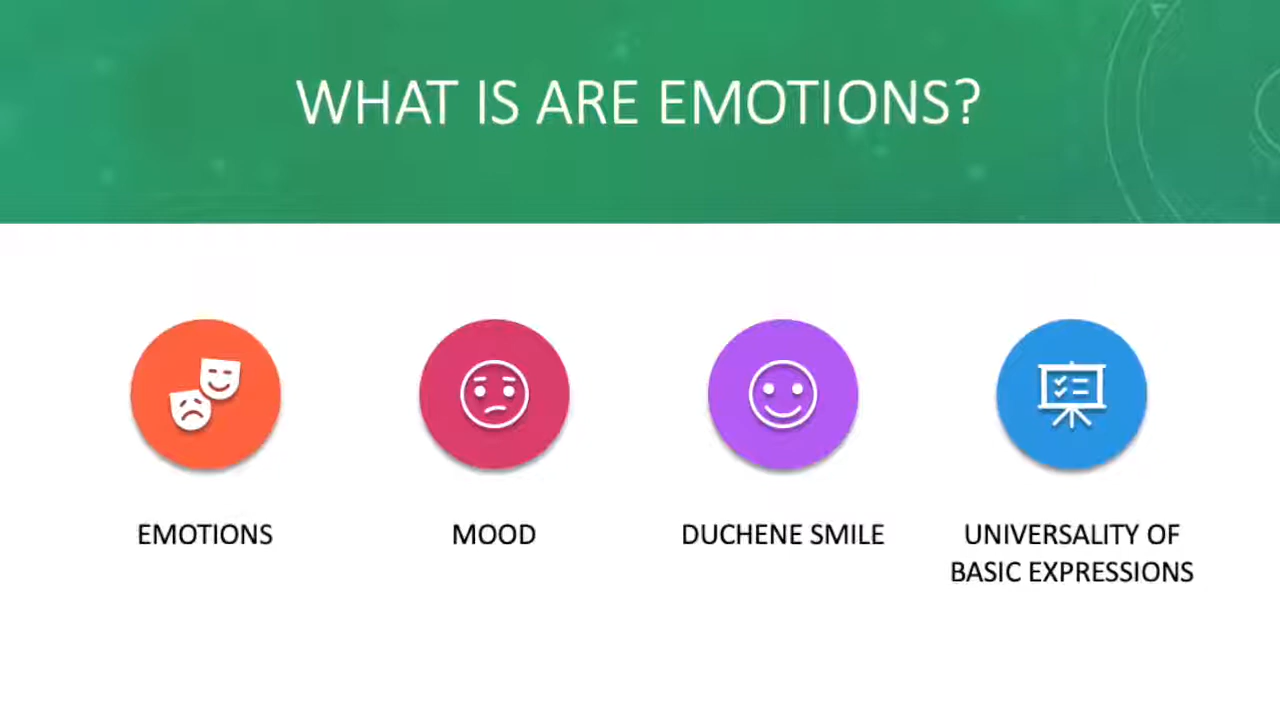 WHAT IS ARE EMOTIONS?
EMOTIONS
MOOD
DUCHENE SMILE
UNIVERSALITY OF
BASIC EXPRESSIONS